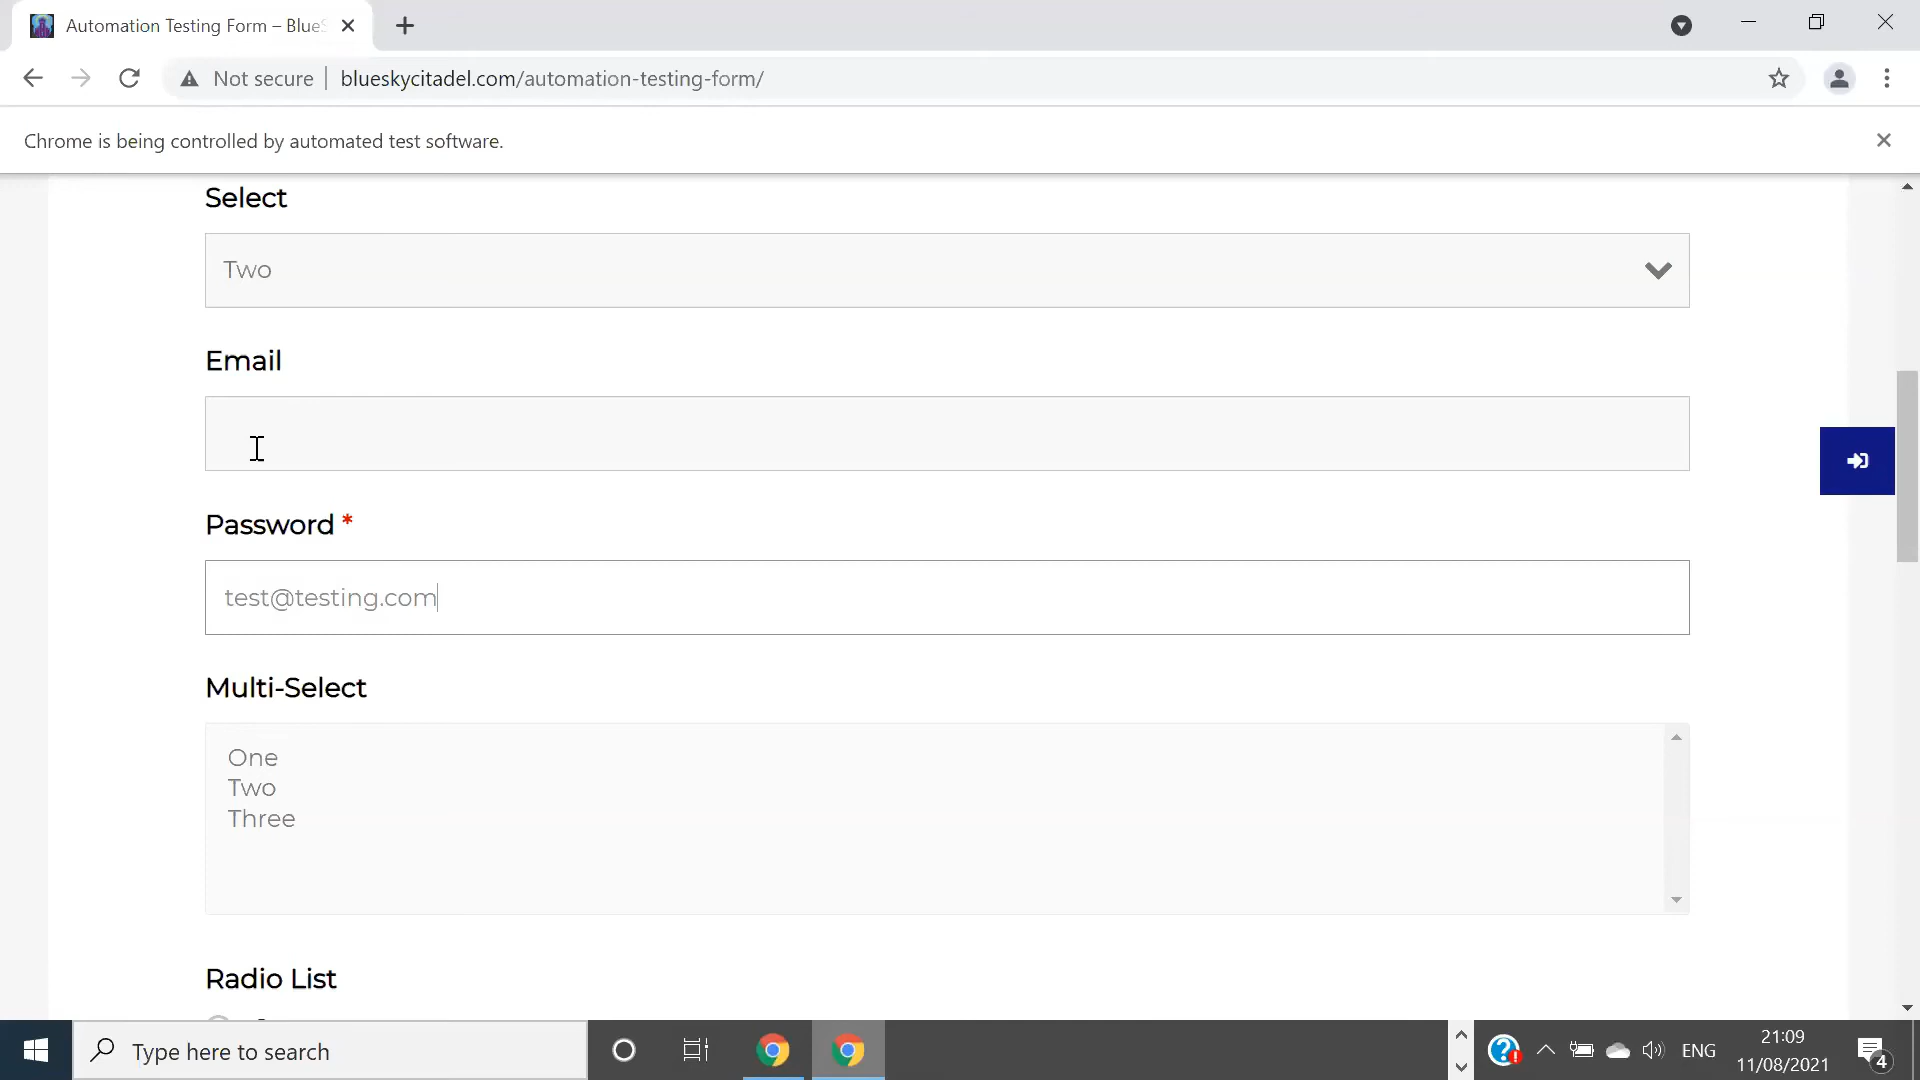 Automation Testing Form – Blue
Not secure
blueskycitadel.com/automation-testing-form/
Chrome is being controlled by automated test software.
Select
Two
Email
Password *
test@testing.com
Multi-Select
One
Two
Three
Radio List
Type here to search
ENG
21:09
11/08/2021
4